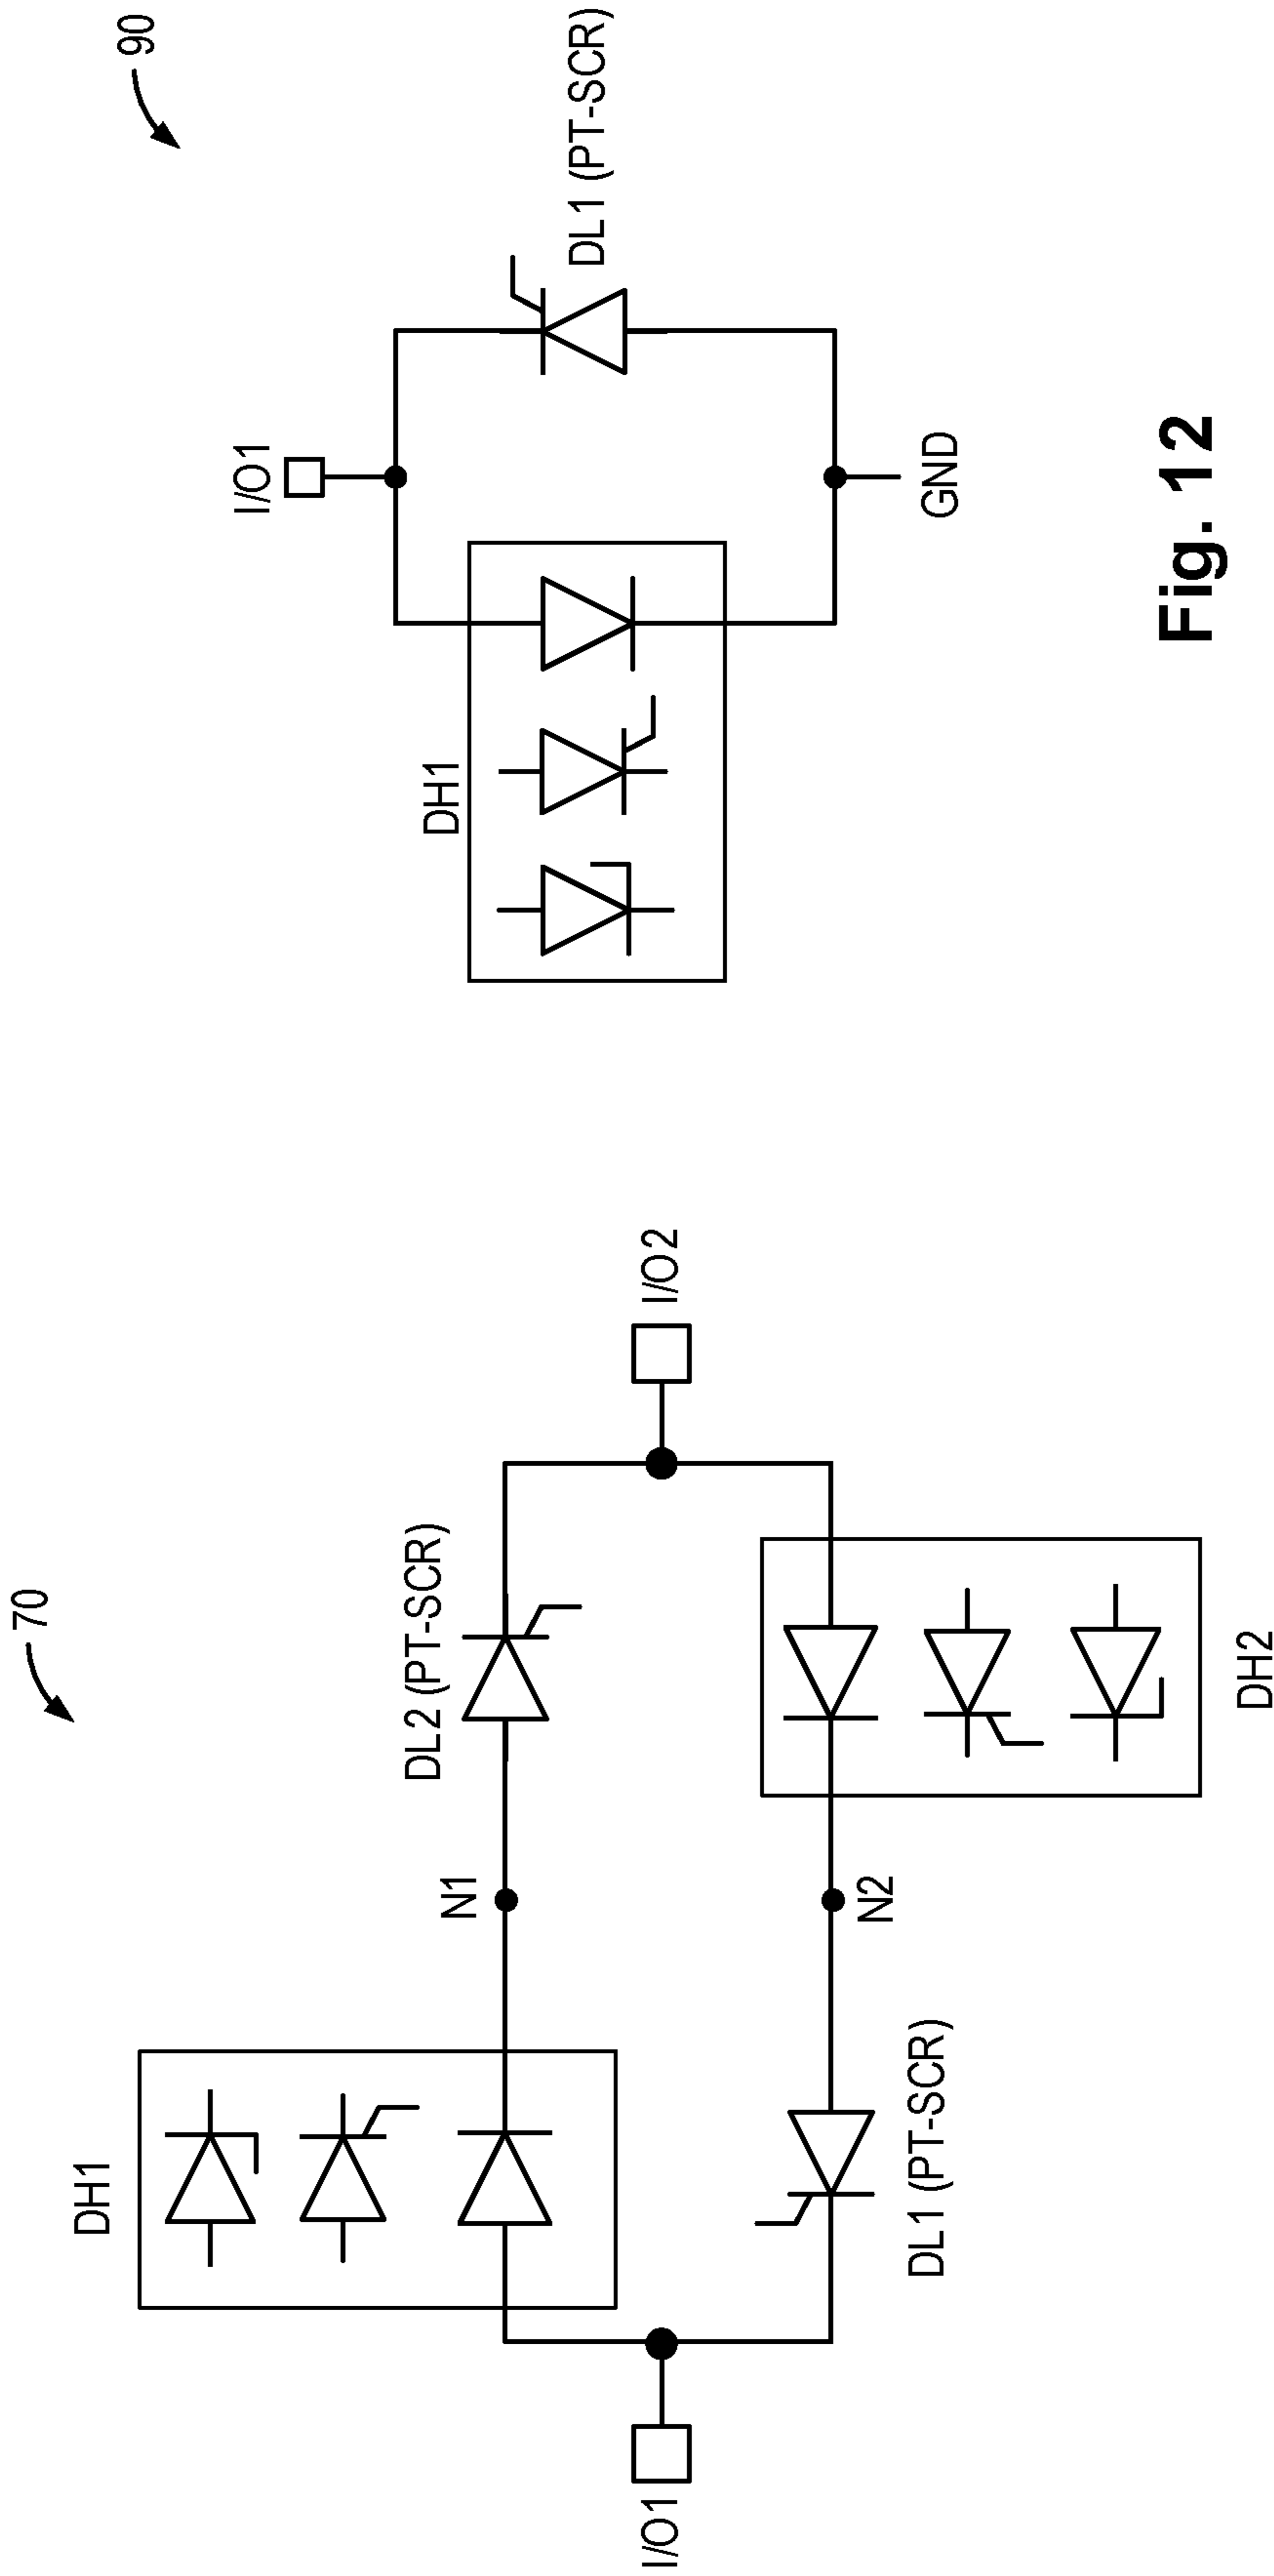 70
DH1
DL2 (PT-SCR)
N1
I/O1
I/O2
N2
DL1 (PT-SCR)
DH2
90
I/O1
DH1
DL1 (PT-SCR)
GND
Fig. 12